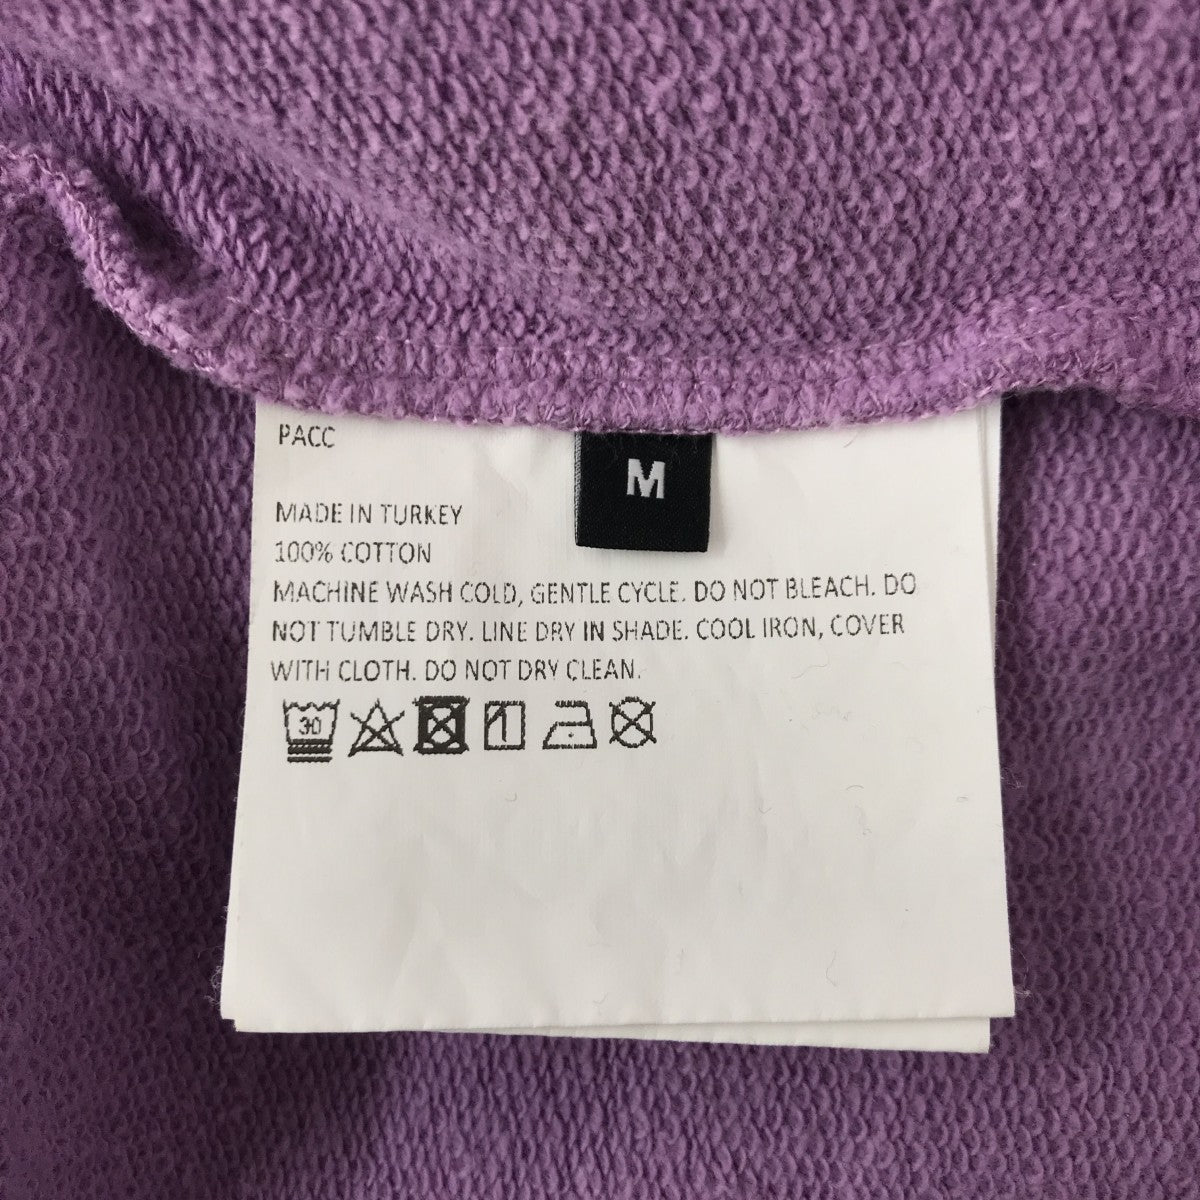 PACC
M
MADE IN TURKEY
100% COTTON
MACHINE WASH COLD, GENTLE CYCLE. DO NOT BLEACH. DO
NOT TUMBLE DRY. LINE DRY IN SHADE. COOL IRON, COVER
WITH CLOTH. DO NOT DRY CLEAN.
30